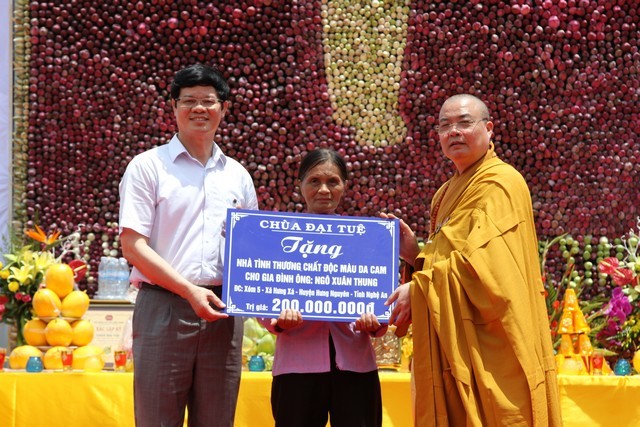 CHÙA ĐẠI TUỆ
Tặng
NHÀ TÌNH THƯƠNG CHẤT ĐỘC MÀU DA CAM
CHO GIA ĐÌNH ÔNG: NGÔ XUÂN THUNG
ĐC: Xóm 5 - Xã Hưng Xá - Huyện Hưng Nguyên - Tỉnh Nghệ An
Trị giá: 200.000.000đ